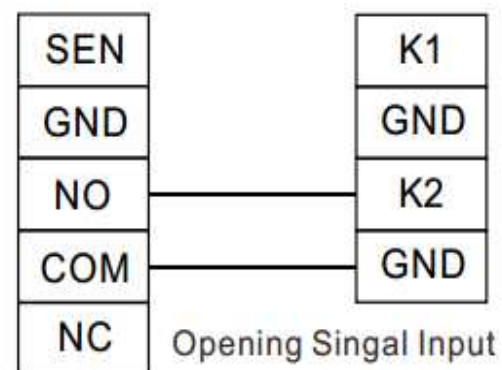 SEN
GND
NO
COM
NC
K1
GND
K2
GND
Opening Singal Input